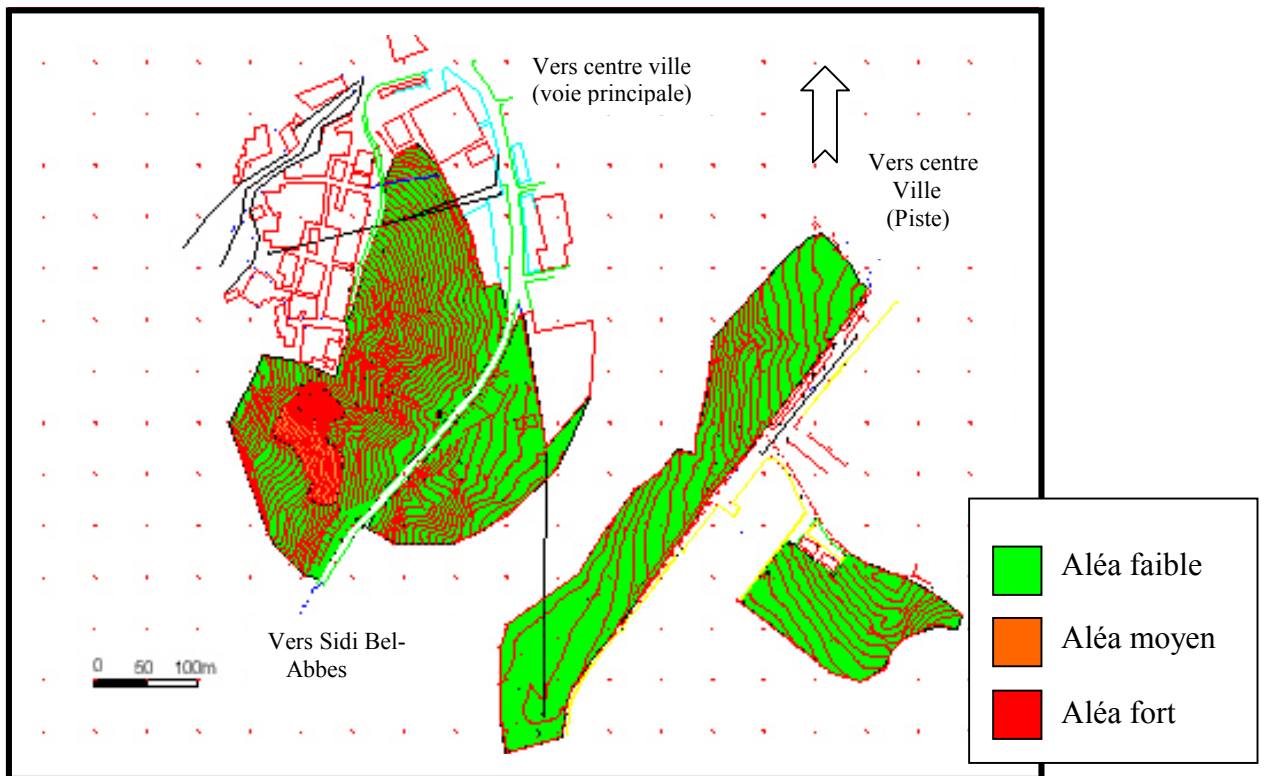 Vers centre ville
(voie principale)
Vers centre
Ville
(Piste)
Vers Sidi Bel-
Abbes
0 50 100m
Aléa faible
Aléa moyen
Aléa fort